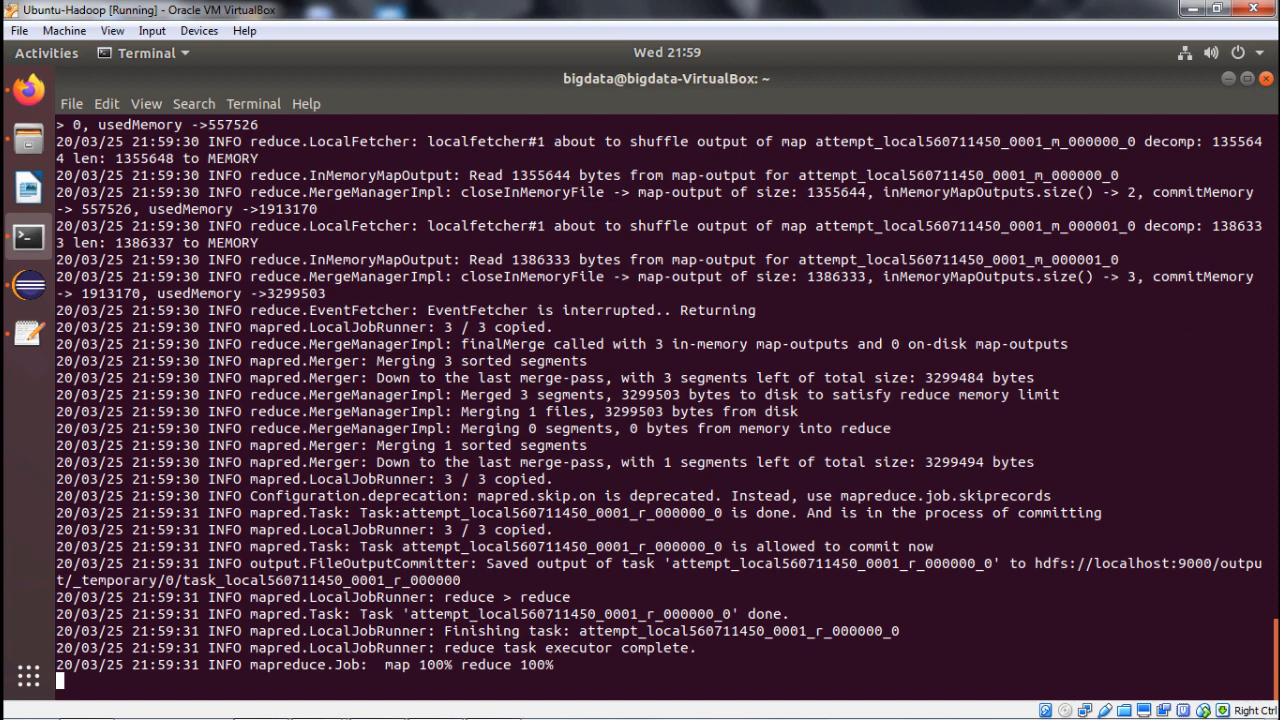 Ubuntu-Hadoop [Running] - Oracle VM VirtualBox
File Machine View Input Devices Help
Activities Terminal Wed 21:59
bigdata@bigdata-VirtualBox: ~
File Edit View Search Terminal Help
> 0, usedMemory ->557526
20/03/25 21:59:30 INFO reduce.LocalFetcher: localfetcher#1 about to shuffle output of map attempt_local560711450_0001_m_000000_0 decomp: 135564
4 len: 1355648 to MEMORY
20/03/25 21:59:30 INFO reduce.InMemoryMapOutput: Read 1355644 bytes from map-output for attempt_local560711450_0001_m_000000_0
20/03/25 21:59:30 INFO reduce.MergeManagerImpl: closeInMemoryFile -> map-output of size: 1355644, inMemoryMapOutputs.size() -> 2, commitMemory
-> 557526, usedMemory ->1913170
20/03/25 21:59:30 INFO reduce.LocalFetcher: localfetcher#1 about to shuffle output of map attempt_local560711450_0001_m_000001_0 decomp: 138633
3 len: 1386337 to MEMORY
20/03/25 21:59:30 INFO reduce.InMemoryMapOutput: Read 1386333 bytes from map-output for attempt_local560711450_0001_m_000001_0
20/03/25 21:59:30 INFO reduce.MergeManagerImpl: closeInMemoryFile -> map-output of size: 1386333, inMemoryMapOutputs.size() -> 3, commitMemory
-> 1913170, usedMemory ->3299503
20/03/25 21:59:30 INFO reduce.EventFetcher: EventFetcher is interrupted.. Returning
20/03/25 21:59:30 INFO mapred.LocalJobRunner: 3 / 3 copied.
20/03/25 21:59:30 INFO reduce.MergeManagerImpl: finalMerge called with 3 in-memory map-outputs and 0 on-disk map-outputs
20/03/25 21:59:30 INFO mapred.Merger: Merging 3 sorted segments
20/03/25 21:59:30 INFO mapred.Merger: Down to the last merge-pass, with 3 segments left of total size: 3299484 bytes
20/03/25 21:59:30 INFO reduce.MergeManagerImpl: Merged 3 segments, 3299503 bytes to disk to satisfy reduce memory limit
20/03/25 21:59:30 INFO reduce.MergeManagerImpl: Merging 1 files, 3299503 bytes from disk
20/03/25 21:59:30 INFO reduce.MergeManagerImpl: Merging 0 segments, 0 bytes from memory into reduce
20/03/25 21:59:30 INFO mapred.Merger: Merging 1 sorted segments
20/03/25 21:59:30 INFO mapred.Merger: Down to the last merge-pass, with 1 segments left of total size: 3299494 bytes
20/03/25 21:59:30 INFO mapred.LocalJobRunner: 3 / 3 copied.
20/03/25 21:59:30 INFO Configuration.deprecation: mapred.skip.on is deprecated. Instead, use mapreduce.job.skiprecords
20/03/25 21:59:31 INFO mapred.Task: Task:attempt_local560711450_0001_r_000000_0 is done. And is in the process of committing
20/03/25 21:59:31 INFO mapred.LocalJobRunner: 3 / 3 copied.
20/03/25 21:59:31 INFO mapred.Task: Task attempt_local560711450_0001_r_000000_0 is allowed to commit now
20/03/25 21:59:31 INFO output.FileOutputCommitter: Saved output of task 'attempt_local560711450_0001_r_000000_0' to hdfs://localhost:9000/outpu
t/_temporary/0/task_local560711450_0001_r_000000
20/03/25 21:59:31 INFO mapred.LocalJobRunner: reduce > reduce
20/03/25 21:59:31 INFO mapred.Task: Task 'attempt_local560711450_0001_r_000000_0' done.
20/03/25 21:59:31 INFO mapred.LocalJobRunner: Finishing task: attempt_local560711450_0001_r_000000_0
20/03/25 21:59:31 INFO mapred.LocalJobRunner: reduce task executor complete.
20/03/25 21:59:31 INFO mapreduce.Job:  map 100% reduce 100%
Right Ctrl